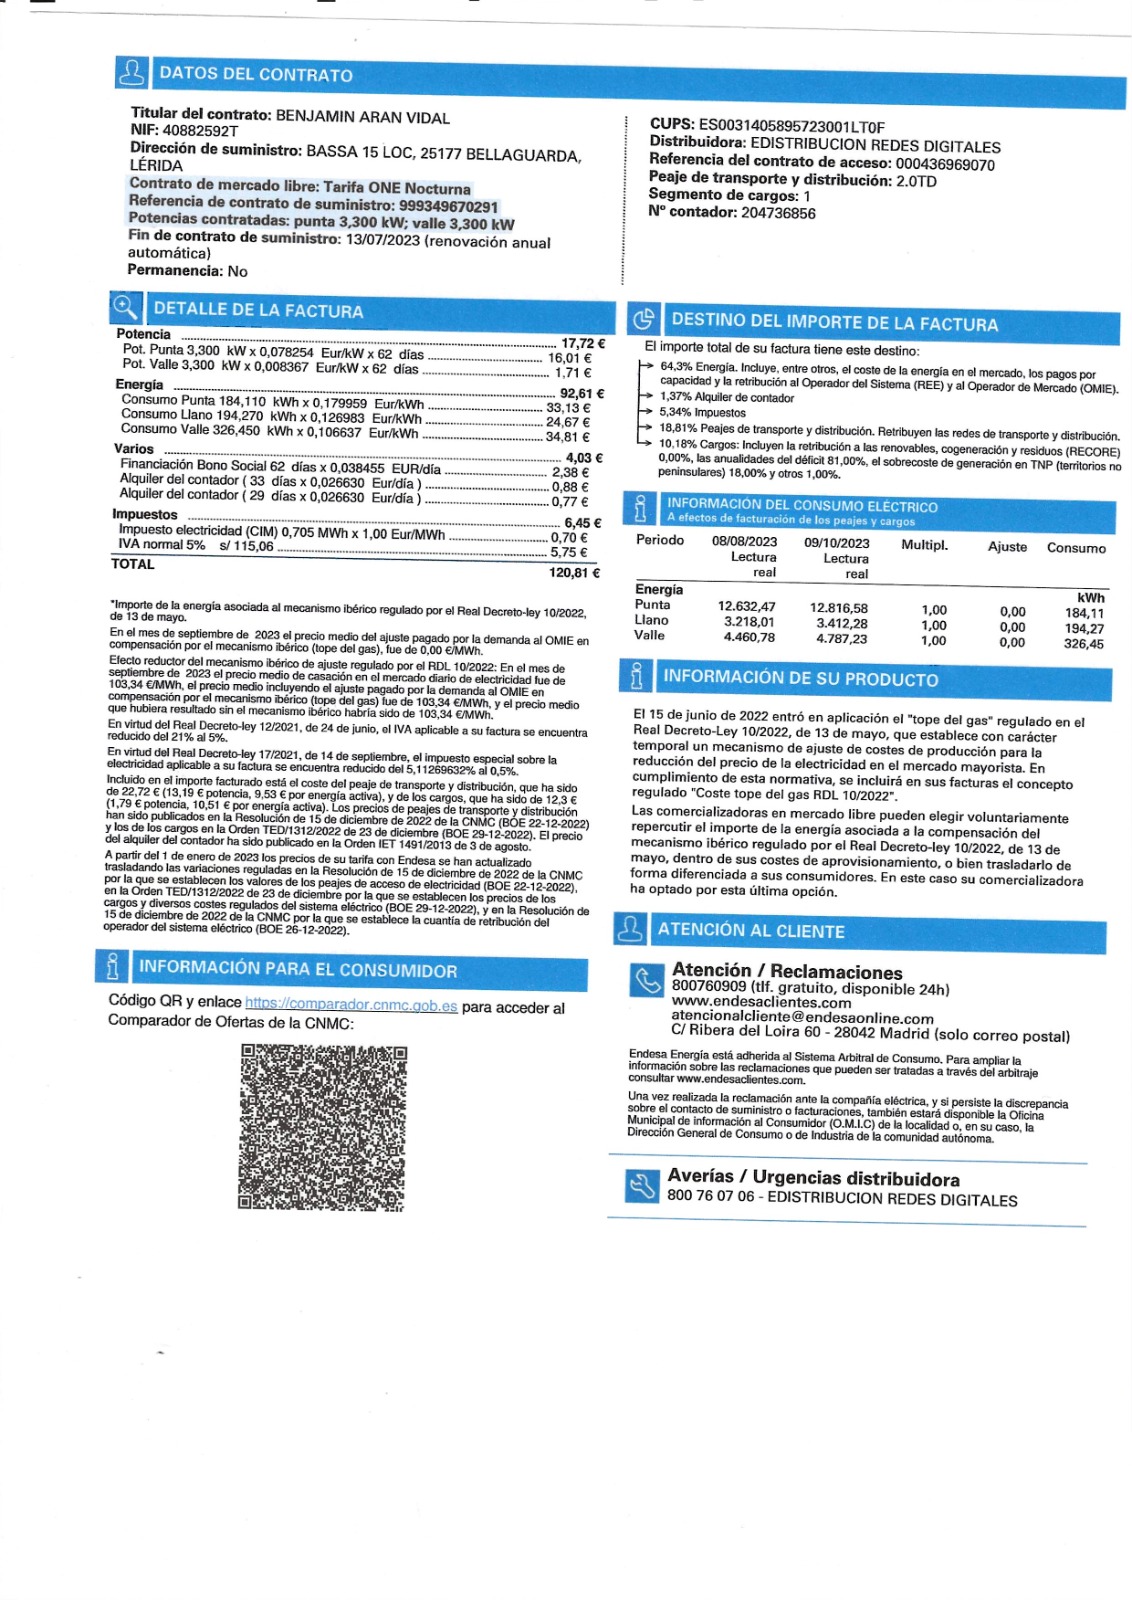 DATOS DEL CONTRATO
Titular del contrato: BENJAMIN ARAN VIDAL
NIF: 40882592T
Dirección de suministro: BASSA 15 LOC, 25177 BELLAGUARDA,
LÉRIDA
Contrato de mercado libre: Tarifa ONE Nocturna
Referencia de contrato de suministro: 999349670291
Potencias contratadas: punta 3,300 kW; valle 3,300 kW
Fin de contrato de suministro: 13/07/2023 (renovación anual
automática)
Permanencia: No
CUPS: ES0031405895723001LT0F
Distribuidora: EDISTRIBUCION REDES DIGITALES
Referencia del contrato de acceso: 000436969070
Peaje de transporte y distribución: 2.0TD
Segmento de cargos: 1
Nº contador: 204736856
DETALLE DE LA FACTURA
Potencia 17,72 €
Pot. Punta 3,300 kW x 0,078254 Eur/kW x 62 días 16,01 €
Pot. Valle 3,300 kW x 0,008367 Eur/kW x 62 días 1,71 €
Energía 92,61 €
Consumo Punta 184,110 kWh x 0,179959 Eur/kWh 33,13 €
Consumo Llano 194,270 kWh x 0,126983 Eur/kWh 24,67 €
Consumo Valle 326,450 kWh x 0,106637 Eur/kWh 34,81 €
Varios 4,03 €
Financiación Bono Social 62 días x 0,038455 EUR/día 2,38 €
Alquiler del contador ( 33 días x 0,026630 Eur/día ) 0,88 €
Alquiler del contador ( 29 días x 0,026630 Eur/día ) 0,77 €
Impuestos 6,45 €
Impuesto electricidad (CIM) 0,705 MWh x 1,00 Eur/MWh 0,70 €
IVA normal 5% s/ 115,06 5,75 €
TOTAL 120,81 €
*Importe de la energía asociada al mecanismo ibérico regulado por el Real Decreto-ley 10/2022,
de 13 de mayo.
En el mes de septiembre de 2023 el precio medio del ajuste pagado por la demanda al OMIE en
compensación por el mecanismo ibérico (tope del gas), fue de 0,00 €/MWh.
Efecto reductor del mecanismo ibérico de ajuste regulado por el RDL 10/2022: En el mes de
septiembre de 2023 el precio medio de casación en el mercado diario de electricidad fue de
103,34 €/MWh, el precio medio incluyendo el ajuste pagado por la demanda al OMIE en
compensación por el mecanismo ibérico (tope del gas) fue de 103,34 €/MWh, y el precio medio
que hubiera resultado sin el mecanismo ibérico habría sido de 103,34 €/MWh.
En virtud del Real Decreto-ley 12/2021, de 24 de junio, el IVA aplicable a su factura se encuentra
reducido del 21% al 5%.
En virtud del Real Decreto-ley 17/2021, de 14 de septiembre, el impuesto especial sobre la
electricidad aplicable a su factura se encuentra reducido del 5,11269632% al 0,5%.
Incluido en el importe facturado está el coste del peaje de transporte y distribución, que ha sido
de 22,72 € (13,19 € potencia, 9,53 € por energía activa), y de los cargos, que ha sido de 12,3 €
(1,79 € potencia, 10,51 € por energía activa). Los precios de peajes de transporte y distribución
han sido publicados en la Resolución de 15 de diciembre de 2022 de la CNMC (BOE 22-12-2022)
y los de los cargos en la Orden TED/1312/2022 de 23 de diciembre (BOE 29-12-2022). El precio
del alquiler del contador ha sido publicado en la Orden IET 1491/2013 de 3 de agosto.
A partir del 1 de enero de 2023 los precios de su tarifa con Endesa se han actualizado
trasladando las variaciones reguladas en la Resolución de 15 de diciembre de 2022 de la CNMC
por la que se establecen los valores de los peajes de acceso de electricidad (BOE 22-12-2022),
en la Orden TED/1312/2022 de 23 de diciembre por la que se establecen los precios de los
cargos y diversos costes regulados del sistema eléctrico (BOE 29-12-2022), y en la Resolución de
15 de diciembre de 2022 de la CNMC por la que se establece la cuantía de retribución del
operador del sistema eléctrico (BOE 26-12-2022).
INFORMACIÓN PARA EL CONSUMIDOR
Código QR y enlace https://comparador.cnmc.gob.es para acceder al
Comparador de Ofertas de la CNMC:
DESTINO DEL IMPORTE DE LA FACTURA
El importe total de su factura tiene este destino:
64,3% Energía. Incluye, entre otros, el coste de la energía en el mercado, los pagos por
capacidad y la retribución al Operador del Sistema (REE) y al Operador de Mercado (OMIE).
1,37% Alquiler de contador
5,34% Impuestos
18,81% Peajes de transporte y distribución. Retribuyen las redes de transporte y distribución.
10,18% Cargos: Incluyen la retribución a las renovables, cogeneración y residuos (RECORE)
0,00%, las anualidades del déficit 81,00%, el sobrecoste de generación en TNP (territorios no
peninsulares) 18,00% y otros 1,00%.
INFORMACIÓN DEL CONSUMO ELÉCTRICO
A efectos de facturación de los peajes y cargos
Periodo 08/08/2023 09/10/2023 Multipl. Ajuste Consumo
Lectura Lectura
real real
Energía kWh
Punta 12.632,47 12.816,58 1,00 0,00 184,11
Llano 3.218,01 3.412,28 1,00 0,00 194,27
Valle 4.460,78 4.787,23 1,00 0,00 326,45
INFORMACIÓN DE SU PRODUCTO
El 15 de junio de 2022 entró en aplicación el "tope del gas" regulado en el
Real Decreto-Ley 10/2022, de 13 de mayo, que establece con carácter
temporal un mecanismo de ajuste de costes de producción para la
reducción del precio de la electricidad en el mercado mayorista. En
cumplimiento de esta normativa, se incluirá en sus facturas el concepto
regulado "Coste tope del gas RDL 10/2022".
Las comercializadoras en mercado libre pueden elegir voluntariamente
repercutir el importe de la energía asociada a la compensación del
mecanismo ibérico regulado por el Real Decreto-ley 10/2022, de 13 de
mayo, dentro de sus costes de aprovisionamiento, o bien trasladarlo de
forma diferenciada a sus consumidores. En este caso su comercializadora
ha optado por esta última opción.
ATENCIÓN AL CLIENTE
Atención / Reclamaciones
800760909 (tlf. gratuito, disponible 24h)
www.endesaclientes.com
atencionalcliente@endesaonline.com
C/ Ribera del Loira 60 - 28042 Madrid (solo correo postal)
Endesa Energía está adherida al Sistema Arbitral de Consumo. Para ampliar la
información sobre las reclamaciones que pueden ser tratadas a través del arbitraje
consultar www.endesaclientes.com.
Una vez realizada la reclamación ante la compañía eléctrica, y si persiste la discrepancia
sobre el contacto de suministro o facturaciones, también estará disponible la Oficina
Municipal de información al Consumidor (O.M.I.C) de la localidad o, en su caso, la
Dirección General de Consumo o de Industria de la comunidad autónoma.
Averías / Urgencias distribuidora
800 76 07 06 - EDISTRIBUCION REDES DIGITALES